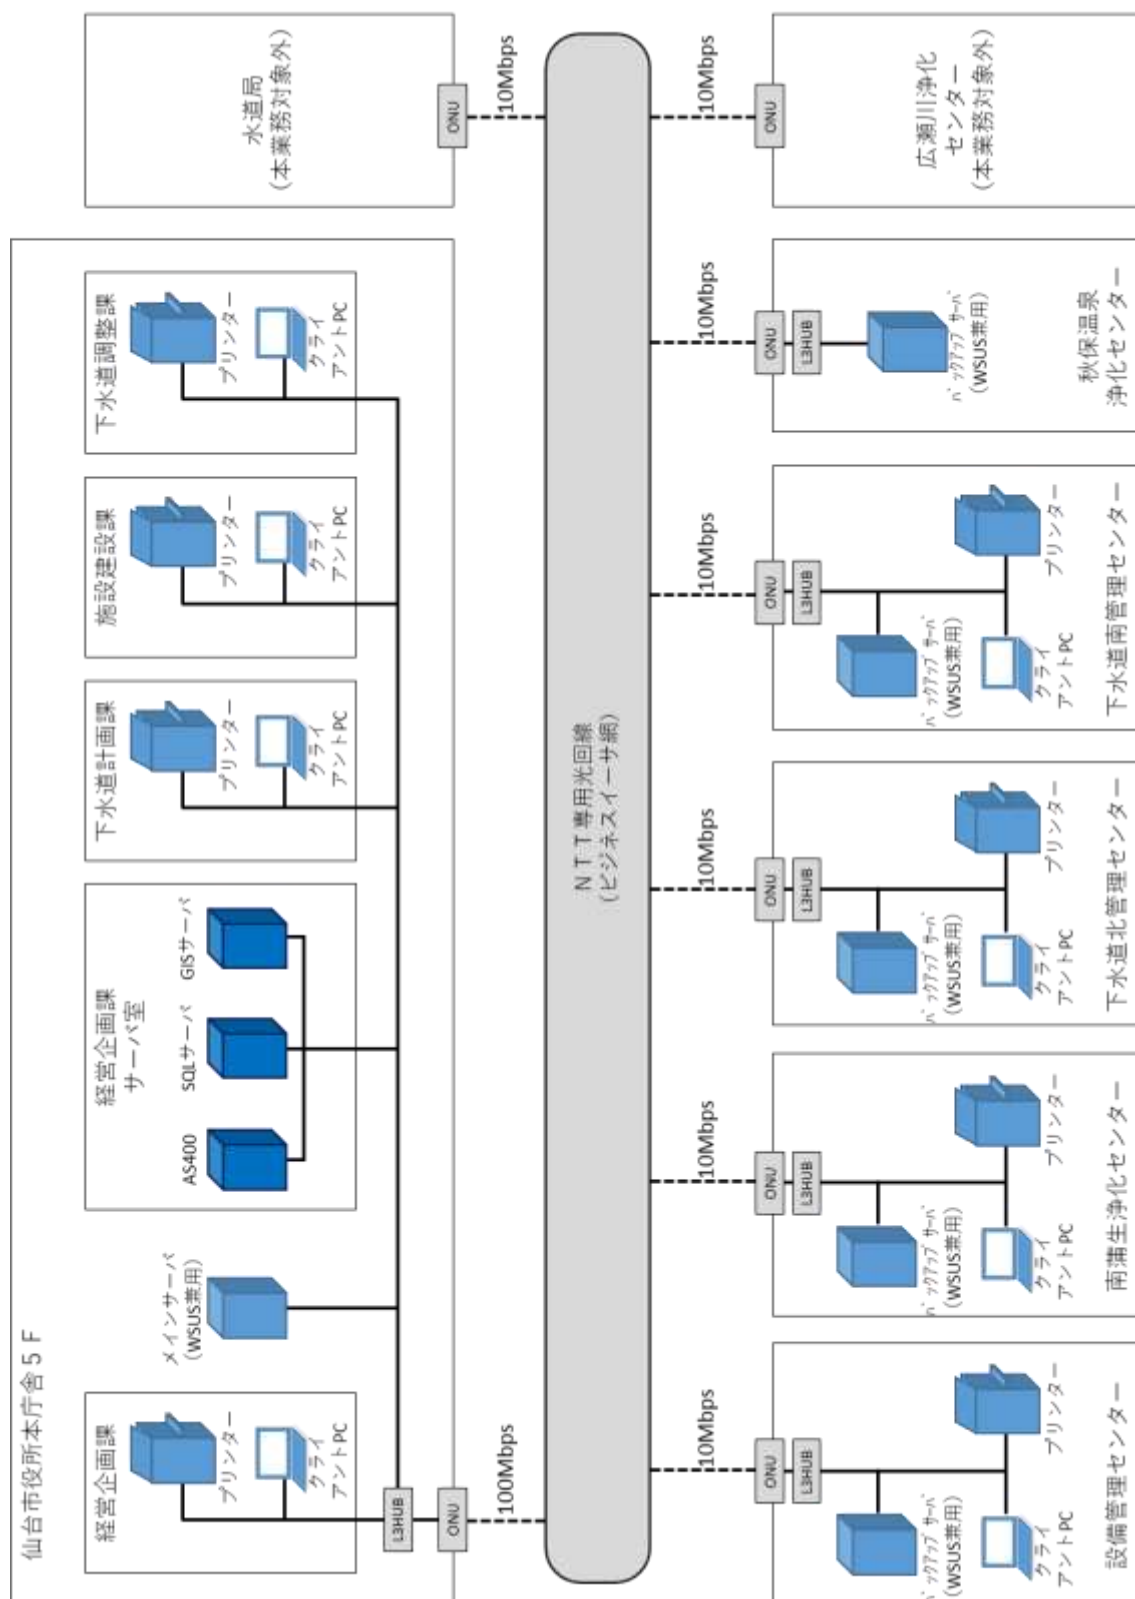 仙台市役所本庁舎５Ｆ
経営企画課
プリンター
クライ
アントPC
メインサーバ
(WSUS兼用)
経営企画課
サーバ室
AS400
SQLサーバ
GISサーバ
下水道計画課
プリンター
クライ
アントPC
施設建設課
プリンター
クライ
アントPC
下水道調整課
プリンター
クライ
アントPC
L3HUB
ONU
100Mbps
水道局
(本業務対象外)
ONU
10Mbps
ＮＴＴ専用光回線
(ビジネスイーサ網)
10Mbps
ONU
L3HUB
ﾊﾞｯｸｱｯﾌﾟｻｰﾊﾞ
(WSUS兼用)
クライ
アントPC
プリンター
設備管理センター
10Mbps
ONU
L3HUB
ﾊﾞｯｸｱｯﾌﾟｻｰﾊﾞ
(WSUS兼用)
クライ
アントPC
プリンター
南蒲生浄化センター
10Mbps
ONU
L3HUB
ﾊﾞｯｸｱｯﾌﾟｻｰﾊﾞ
(WSUS兼用)
クライ
アントPC
プリンター
下水道北管理センター
10Mbps
ONU
L3HUB
ﾊﾞｯｸｱｯﾌﾟｻｰﾊﾞ
(WSUS兼用)
クライ
アントPC
プリンター
下水道南管理センター
10Mbps
ONU
L3HUB
ﾊﾞｯｸｱｯﾌﾟｻｰﾊﾞ
(WSUS兼用)
秋保温泉
浄化センター
10Mbps
ONU
広瀬川浄化
センター
(本業務対象外)